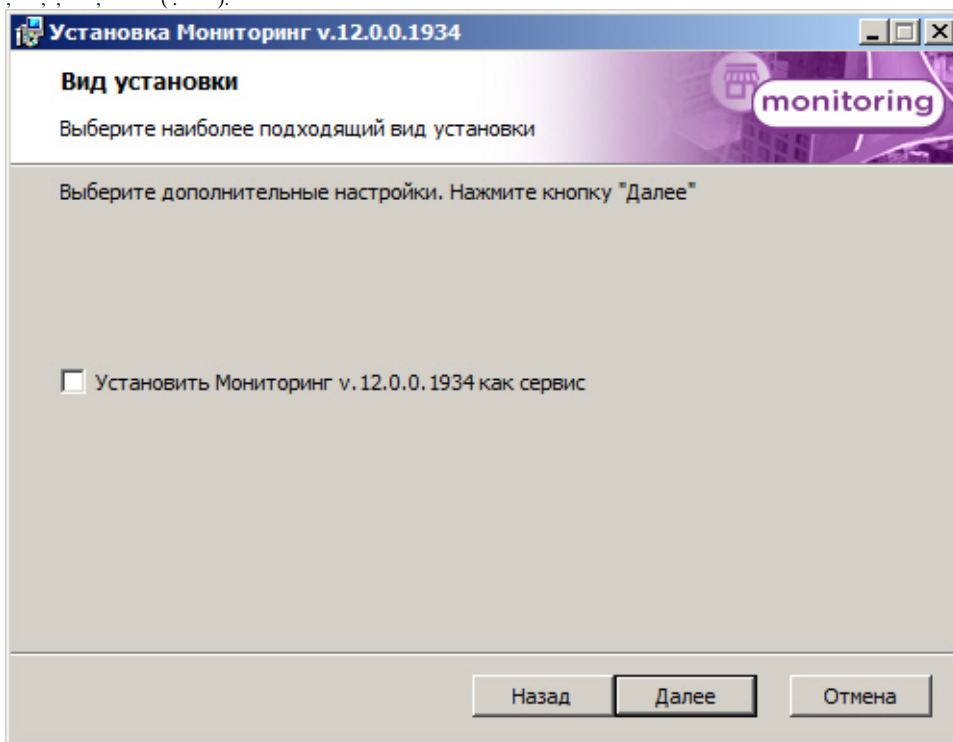 Установка Мониторинг v.12.0.0.1934
Вид установки
monitoring
Выберите наиболее подходящий вид установки
Выберите дополнительные настройки. Нажмите кнопку "Далее"
Установить Мониторинг v.12.0.0.1934 как сервис
Назад Далее Отмена